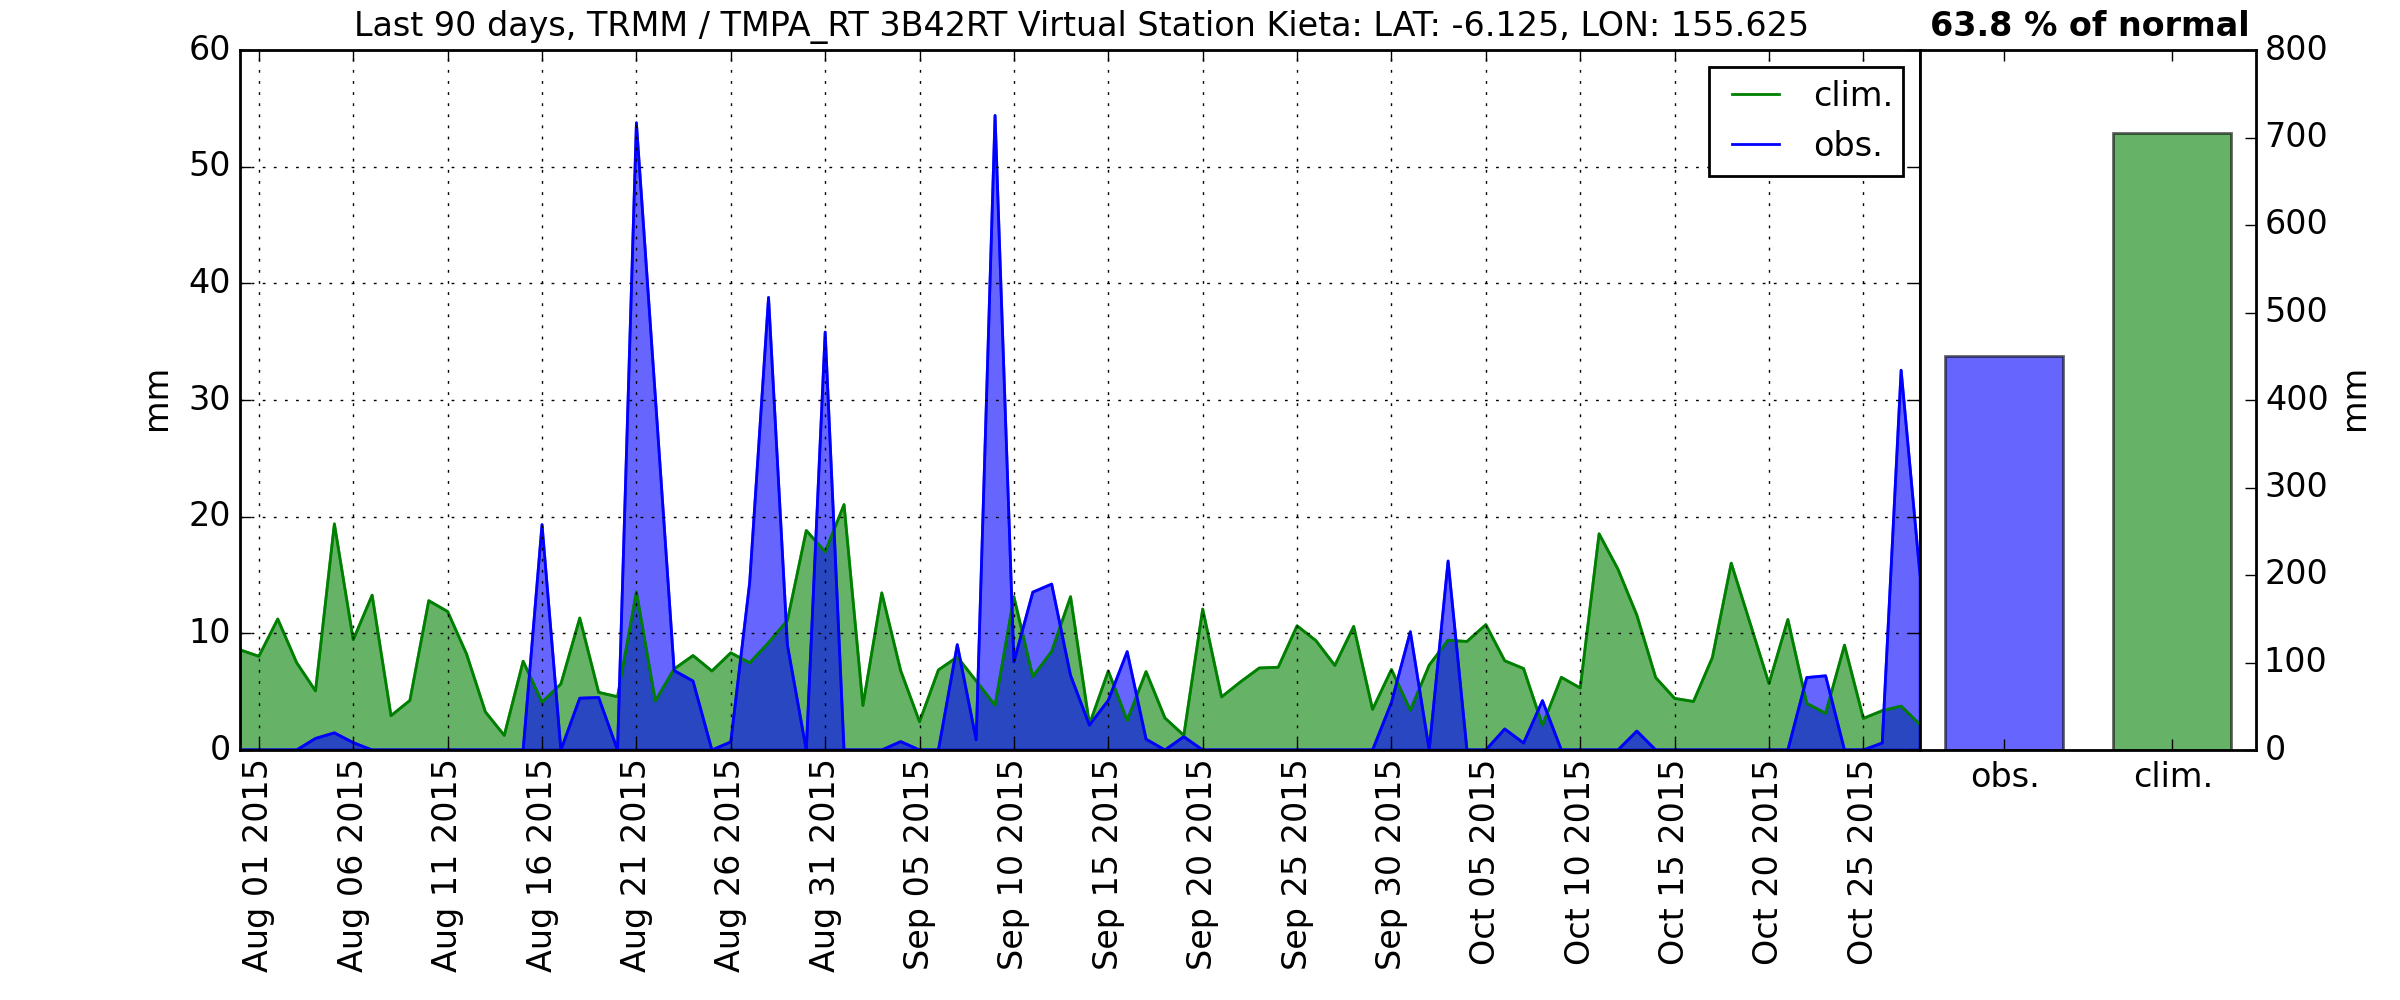 Last 90 days, TRMM / TMPA_RT 3B42RT Virtual Station Kieta: LAT: -6.125, LON: 155.625
63.8 % of normal
60
50
40
30
20
10
0
mm
clim.
obs.
800
700
600
500
400
300
200
100
0
mm
Aug 01 2015
Aug 06 2015
Aug 11 2015
Aug 16 2015
Aug 21 2015
Aug 26 2015
Aug 31 2015
Sep 05 2015
Sep 10 2015
Sep 15 2015
Sep 20 2015
Sep 25 2015
Sep 30 2015
Oct 05 2015
Oct 10 2015
Oct 15 2015
Oct 20 2015
Oct 25 2015
obs.
clim.